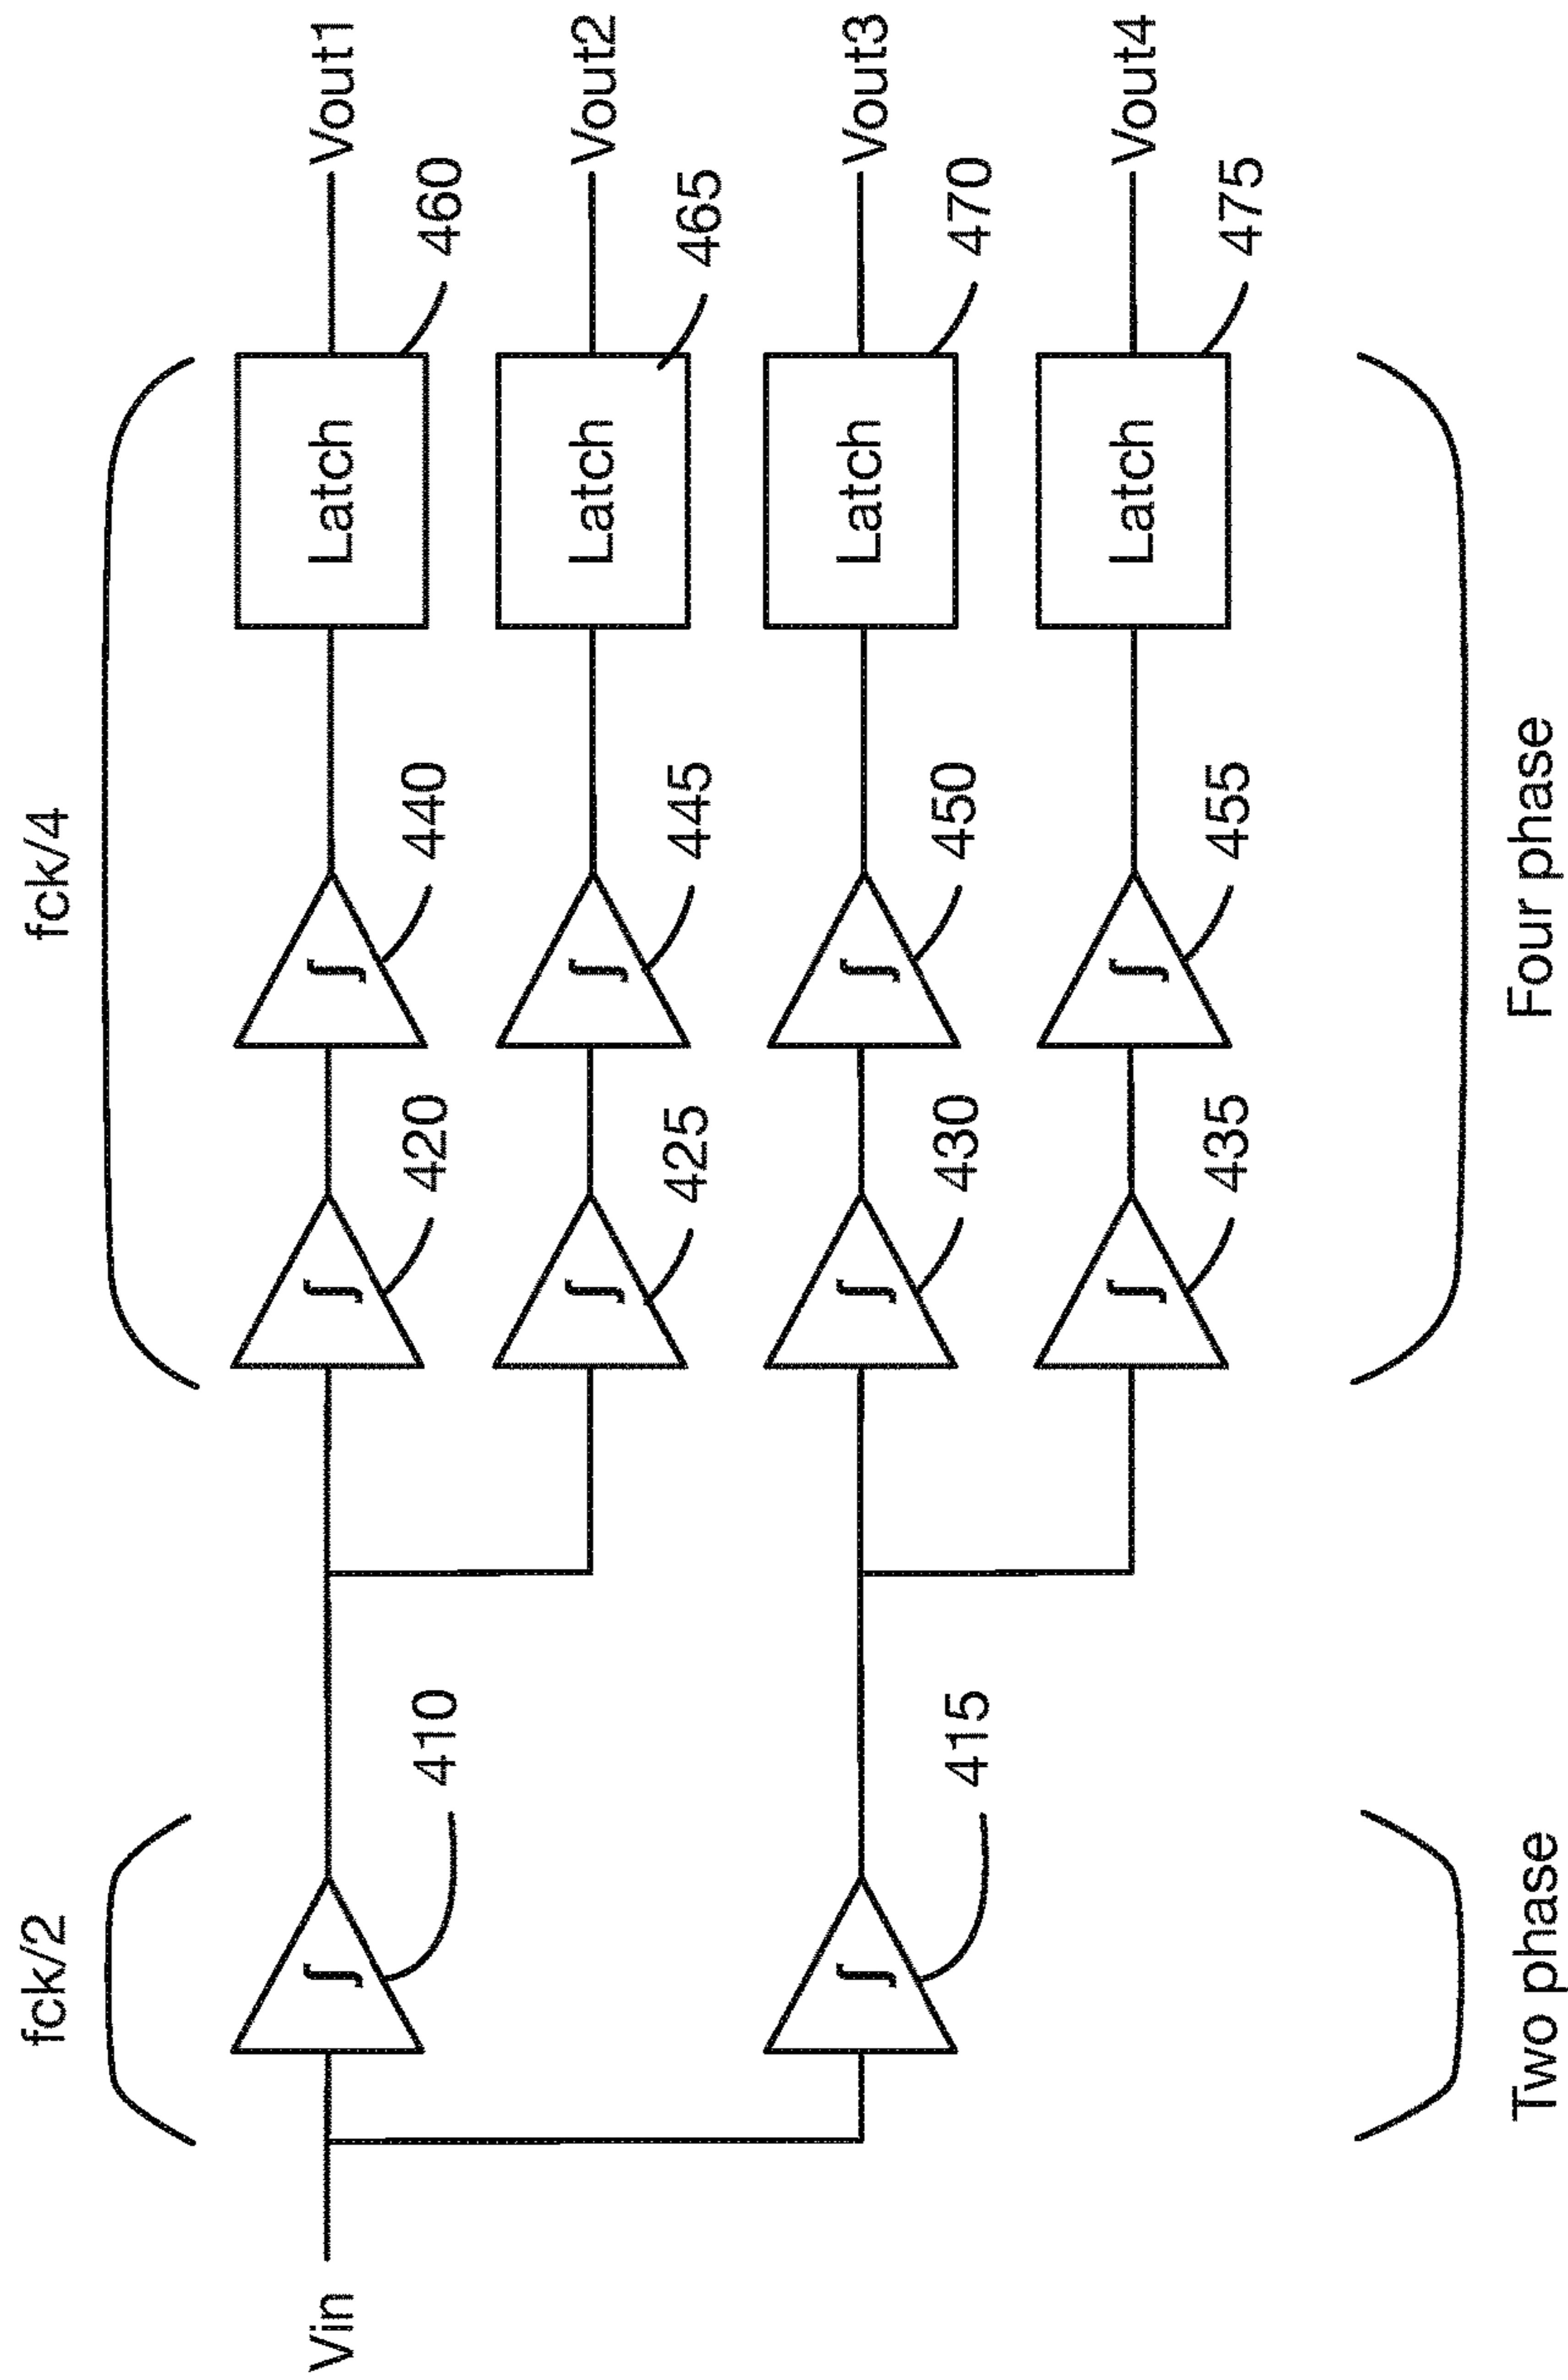 fck/2
fck/4
Vin
∫
410
∫
420
∫
440
Latch
460
Vout1
∫
425
∫
445
Latch
465
Vout2
∫
415
∫
430
∫
450
Latch
470
Vout3
∫
435
∫
455
Latch
475
Vout4
Two phase
Four phase